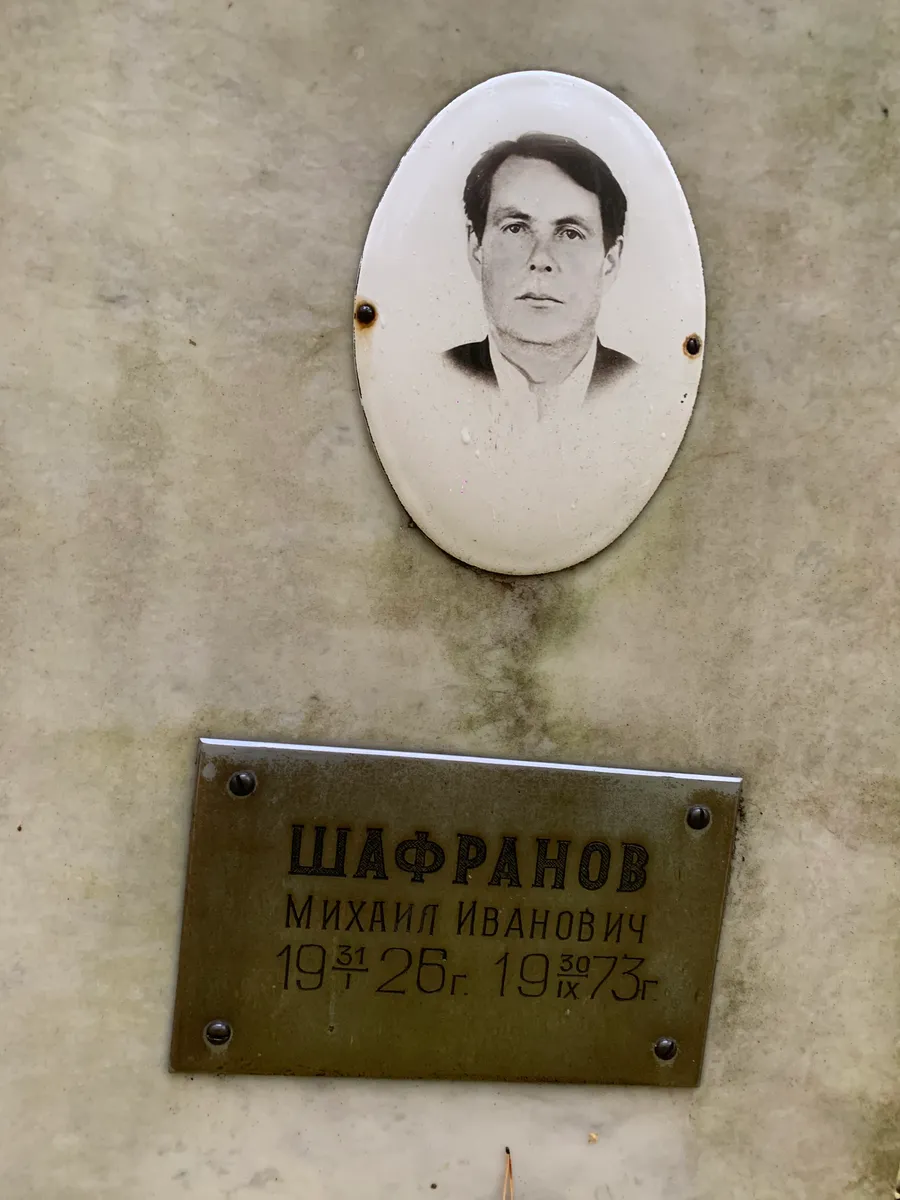 ШАФРАНОВ
МИХАИЛ ИВАНОВИЧ
19 31/I 26г. 19 30/IX 73г.